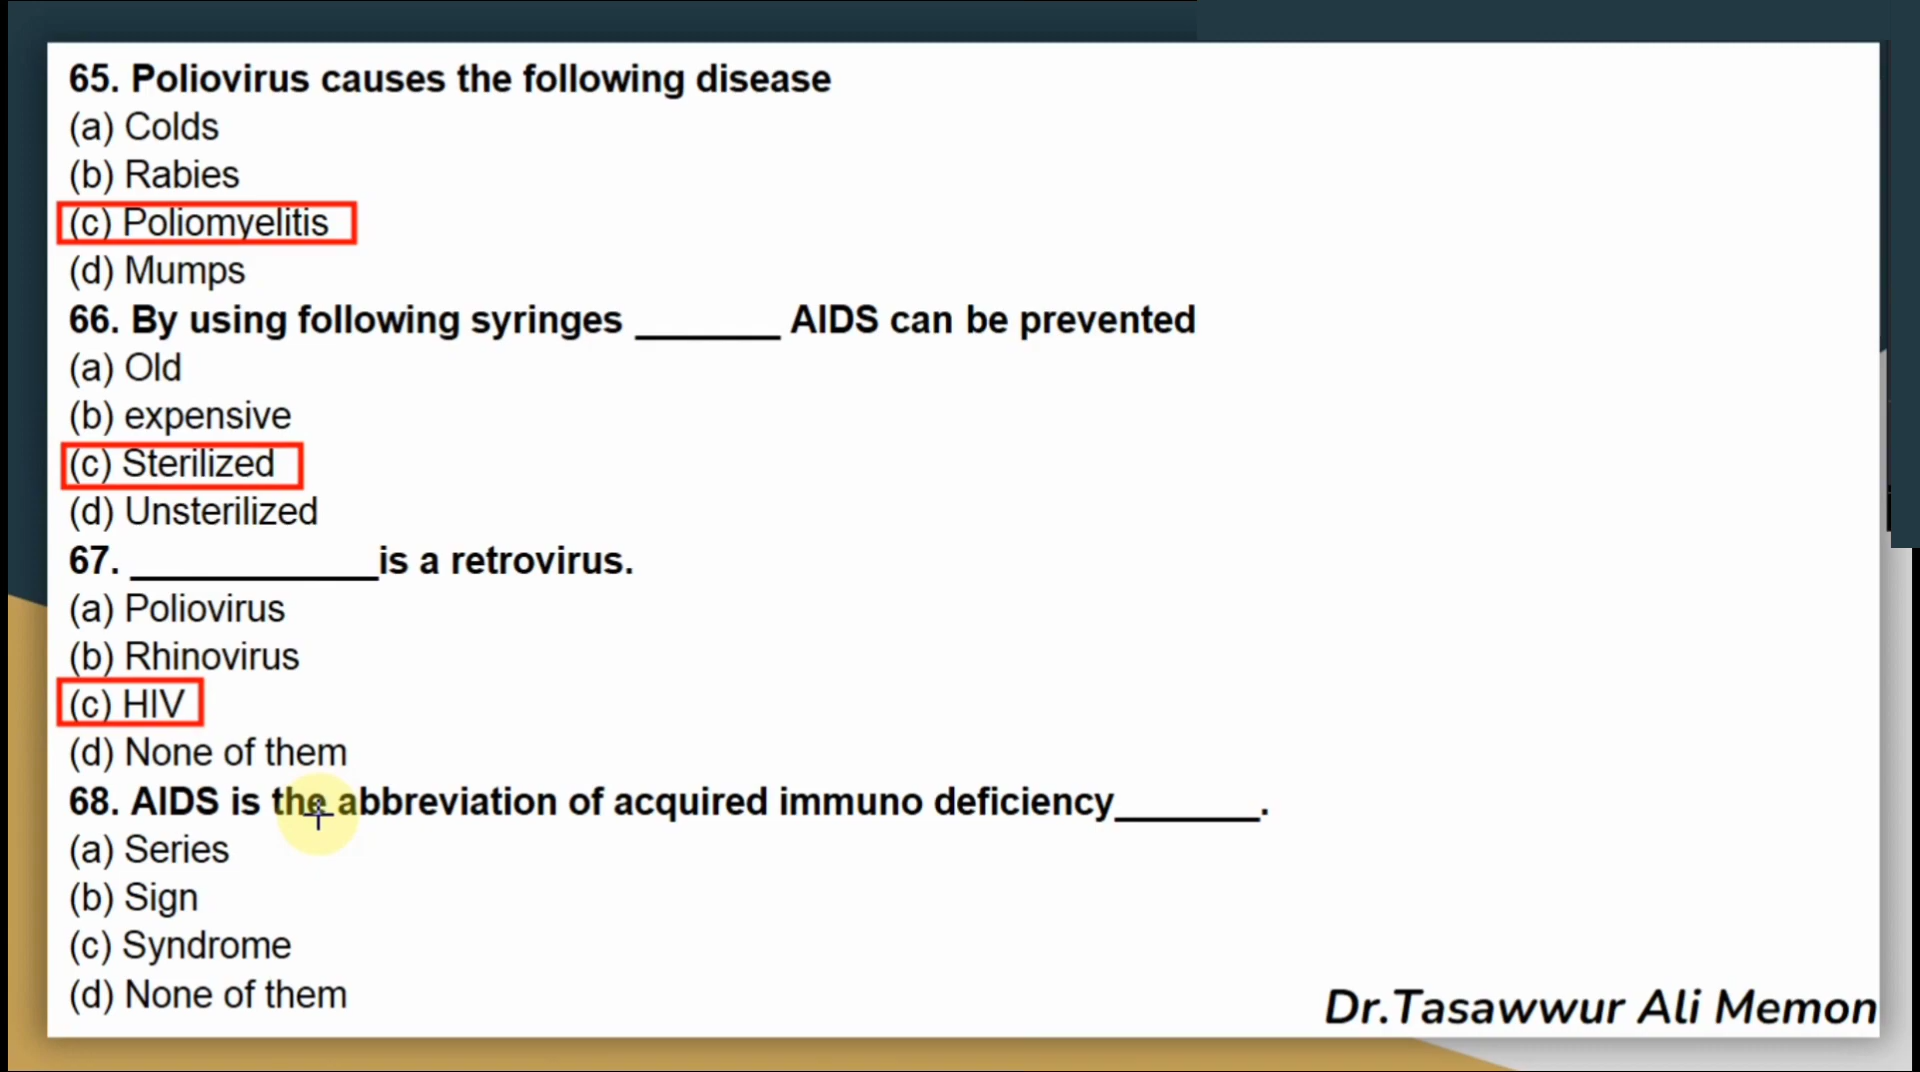 65. Poliovirus causes the following disease
(a) Colds
(b) Rabies
(c) Poliomyelitis
(d) Mumps
66. By using following syringes _______ AIDS can be prevented
(a) Old
(b) expensive
(c) Sterilized
(d) Unsterilized
67. ____________is a retrovirus.
(a) Poliovirus
(b) Rhinovirus
(c) HIV
(d) None of them
68. AIDS is the abbreviation of acquired immuno deficiency_______.
(a) Series
(b) Sign
(c) Syndrome
(d) None of them
Dr.Tasawwur Ali Memon